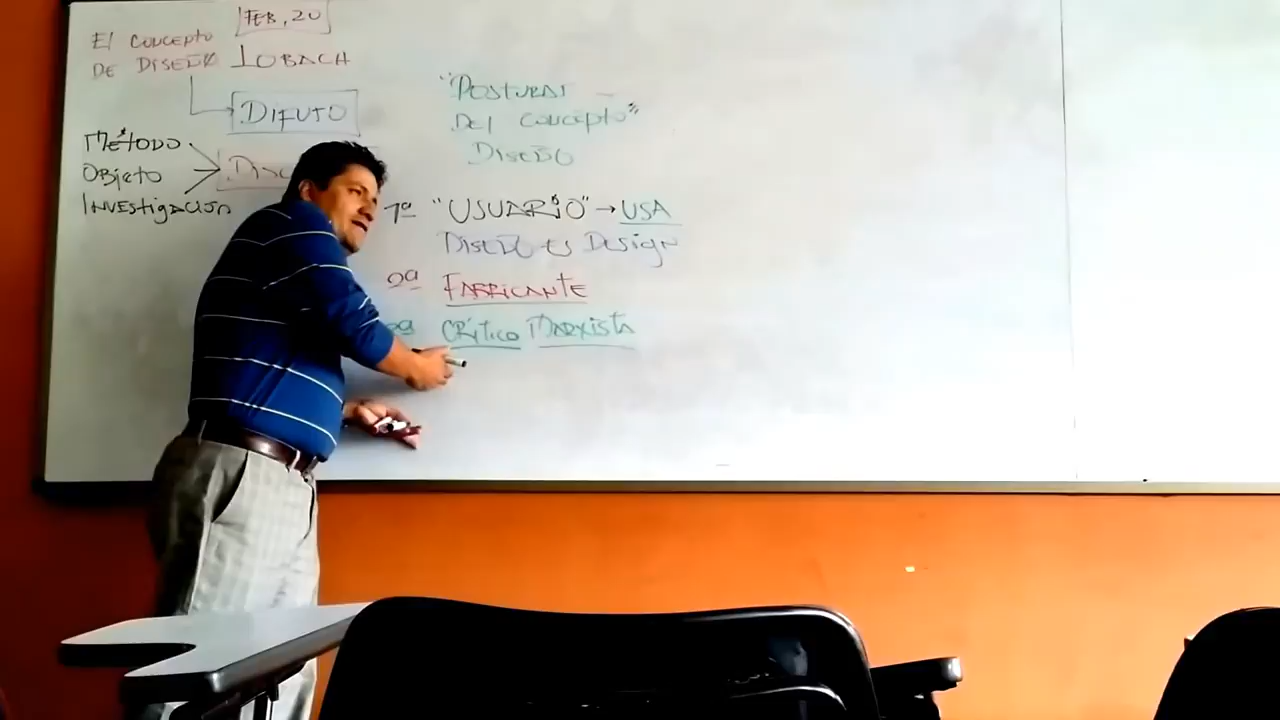 FEB, 20
El concepto
DE DISEÑO LOBACH
DIFUTO
MÉTODO
Objeto
INVESTIGACIÓN
"POSTURAS
DEL CONCEPTO"
DISEÑO
1ª "USUARIO" → USA
DISEÑO ES DESIGN
2ª FABRICANTE
CRÍTICO MARXISTA